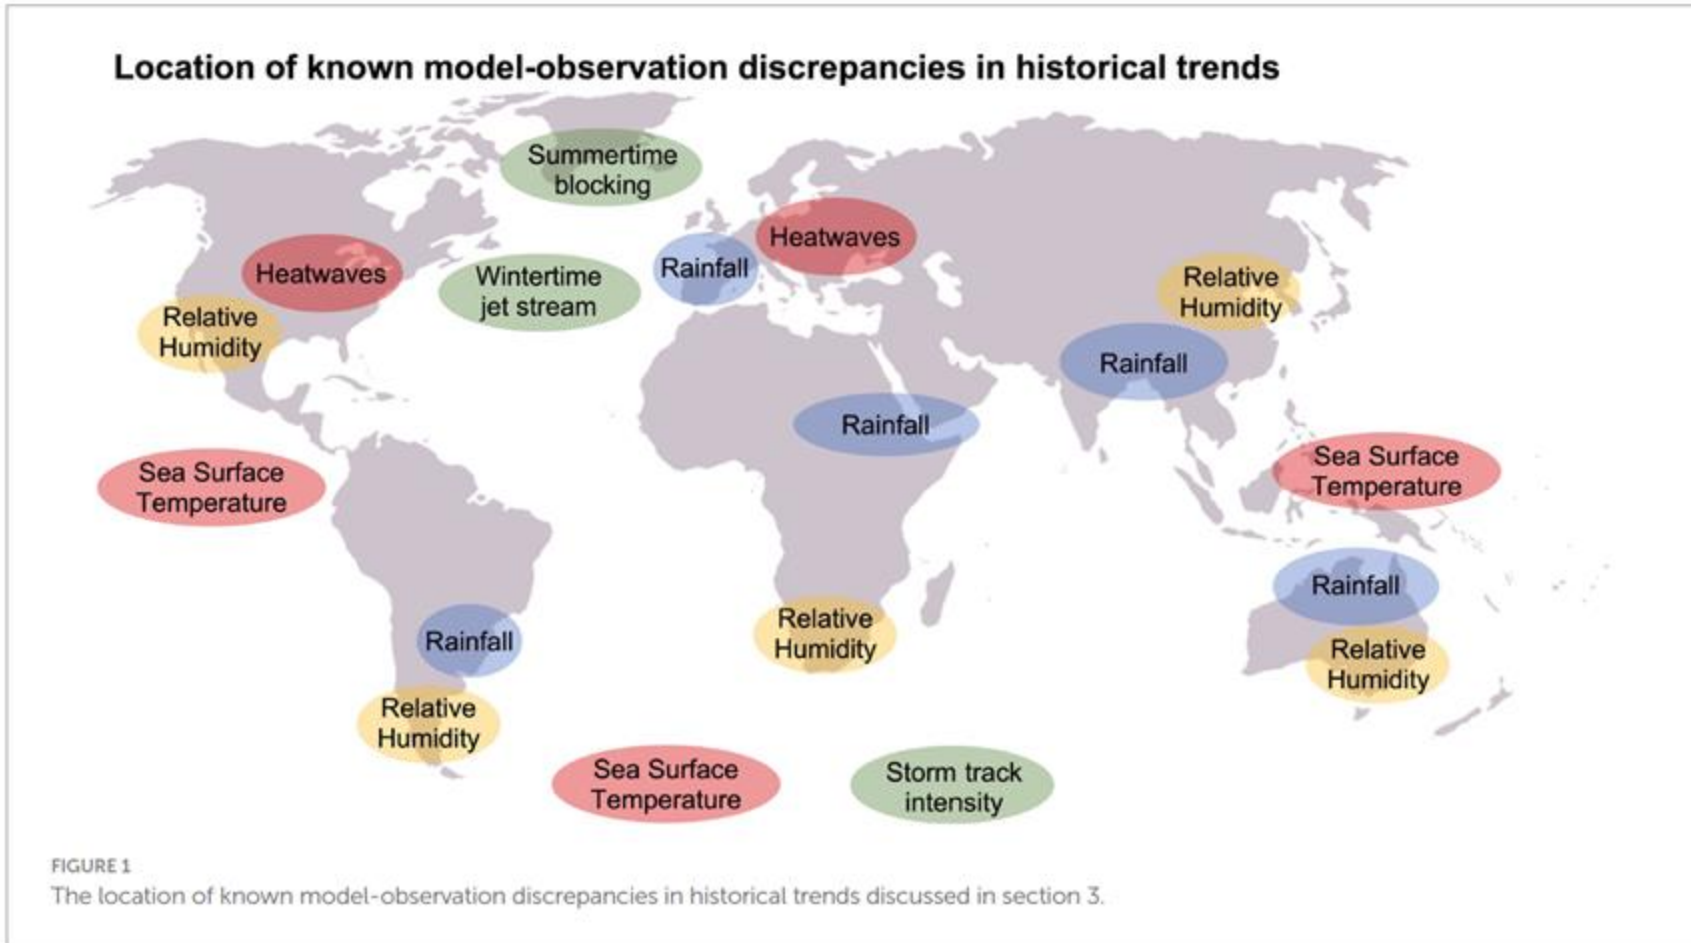 Location of known model-observation discrepancies in historical trends
Summertime
blocking
Heatwaves
Wintertime
jet stream
Rainfall
Heatwaves
Relative
Humidity
Relative
Humidity
Rainfall
Rainfall
Sea Surface
Temperature
Sea Surface
Temperature
Rainfall
Rainfall
Relative
Humidity
Relative
Humidity
Relative
Humidity
Sea Surface
Temperature
Storm track
intensity
FIGURE 1
The location of known model-observation discrepancies in historical trends discussed in section 3.